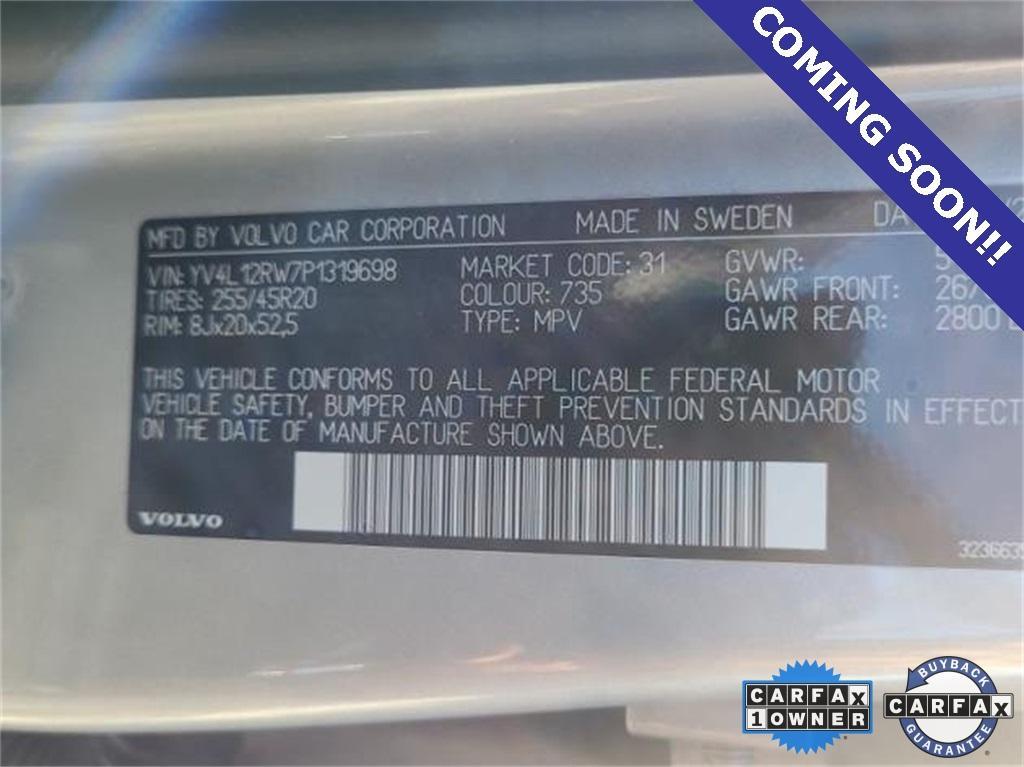 COMING SOON!!
MFD BY VOLVO CAR CORPORATION MADE IN SWEDEN
VIN: YV4L12RW7P1319698 MARKET CODE: 31 GVWR:
TIRES: 255/45R20 COLOUR: 735 GAWR FRONT:
RIM: 8Jx20x52,5 TYPE: MPV GAWR REAR: 2800
THIS VEHICLE CONFORMS TO ALL APPLICABLE FEDERAL MOTOR
VEHICLE SAFETY, BUMPER AND THEFT PREVENTION STANDARDS IN EFFECT
ON THE DATE OF MANUFACTURE SHOWN ABOVE.
VOLVO
CARFAX
1 OWNER
BUYBACK
CARFAX
GUARANTEE